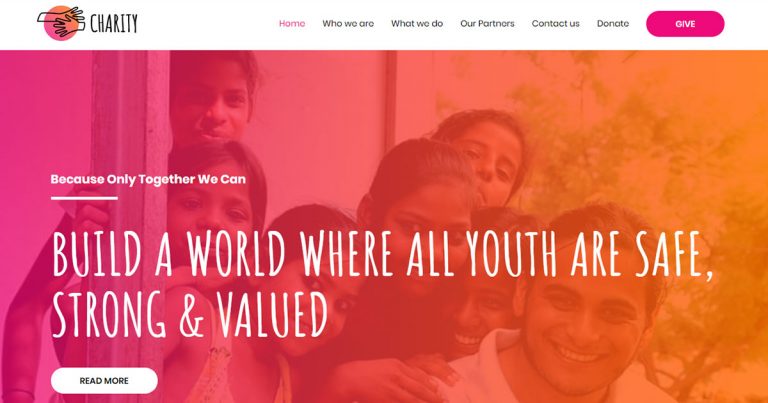 CHARITY
Home Who we are What we do Our Partners Contact us Donate GIVE
Because Only Together We Can
BUILD A WORLD WHERE ALL YOUTH ARE SAFE,
STRONG & VALUED
READ MORE